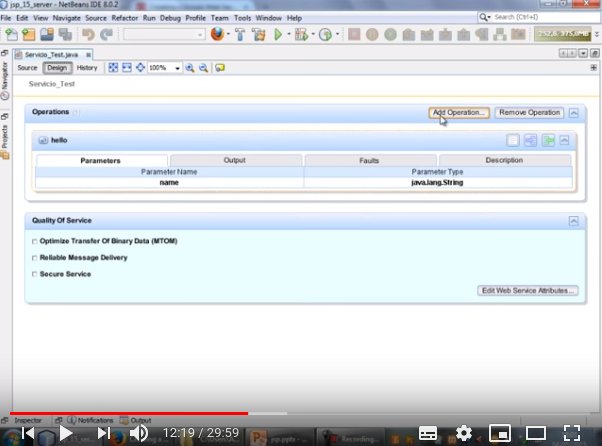 jsp_15_server - NetBeans IDE 8.0.2
File Edit View Navigate Source Refactor Run Debug Profile Team Tools Window Help
Search (Ctrl+I)
Servicio_Test.java
Source Design History 100%
Servicio_Test
Navigator
Projects
Operations Add Operation... Remove Operation
hello
Parameters Output Faults Description
Parameter Name Parameter Type
name java.lang.String
Quality Of Service
Optimize Transfer Of Binary Data (MTOM)
Reliable Message Delivery
Secure Service
Edit Web Service Attributes...
Inspector Notifications Output
12:19 / 29:59